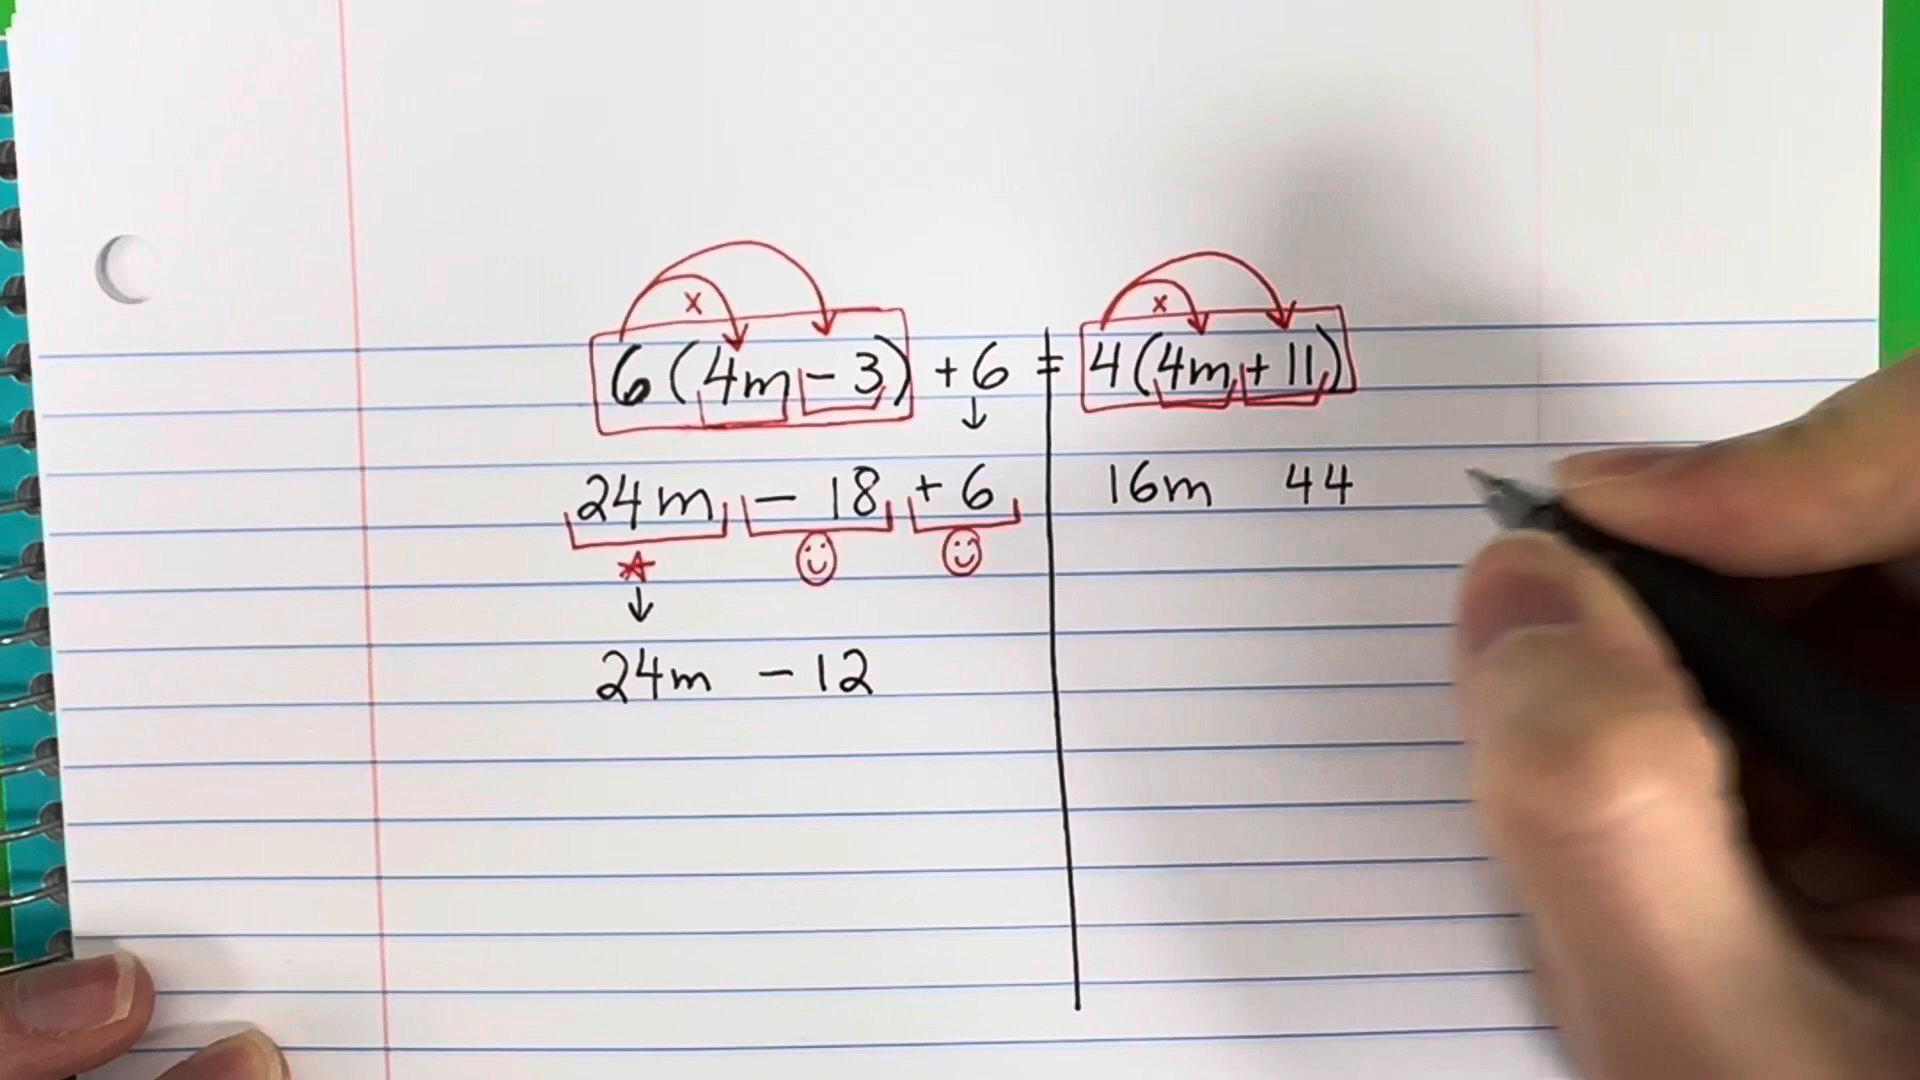 x x
6(4m - 3) + 6 = 4(4m + 11)
24m - 18 + 6 16m 44
24m - 12